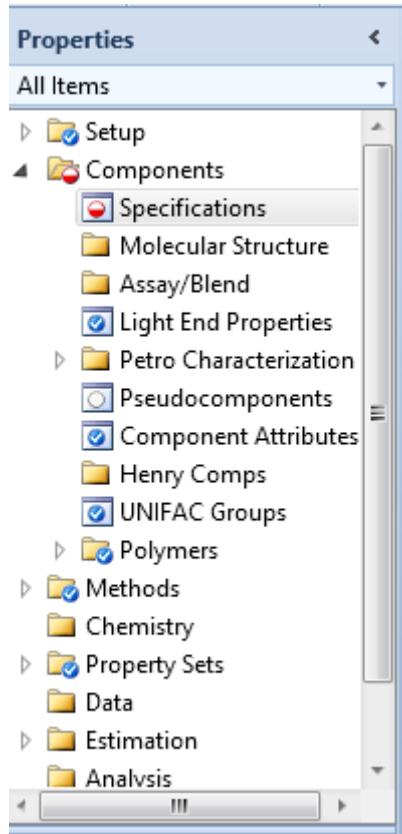 Properties
All Items
Setup
Components
Specifications
Molecular Structure
Assay/Blend
Light End Properties
Petro Characterization
Pseudocomponents
Component Attributes
Henry Comps
UNIFAC Groups
Polymers
Methods
Chemistry
Property Sets
Data
Estimation
Analysis